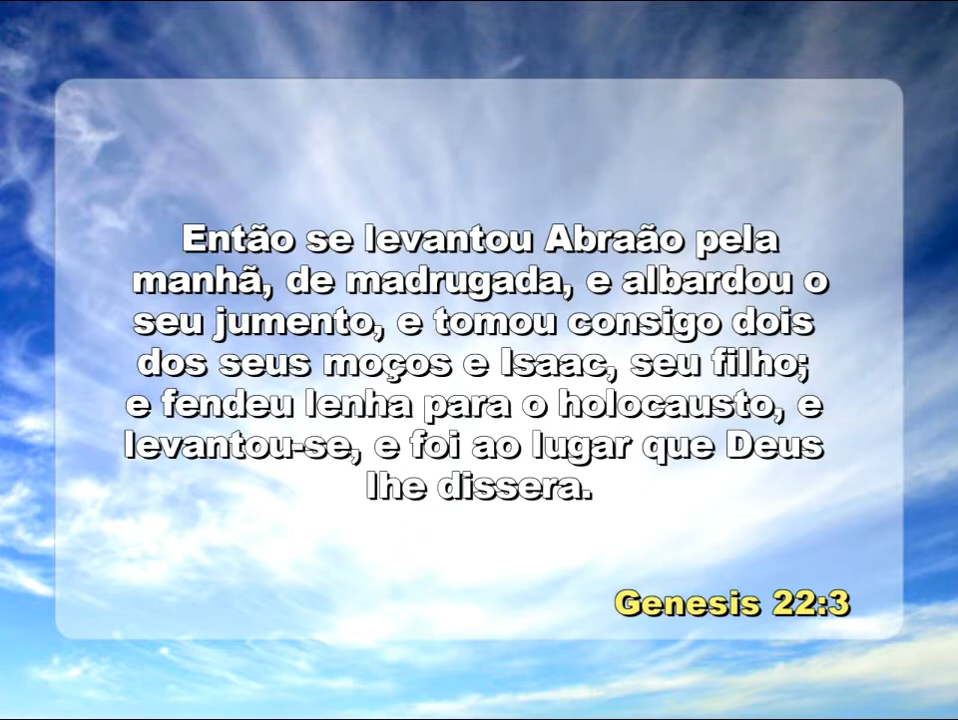 Então se levantou Abraão pela
manhã, de madrugada, e albardou o
seu jumento, e tomou consigo dois
dos seus moços e Isaac, seu filho;
e fendeu lenha para o holocausto, e
levantou-se, e foi ao lugar que Deus
lhe dissera.
Genesis 22:3